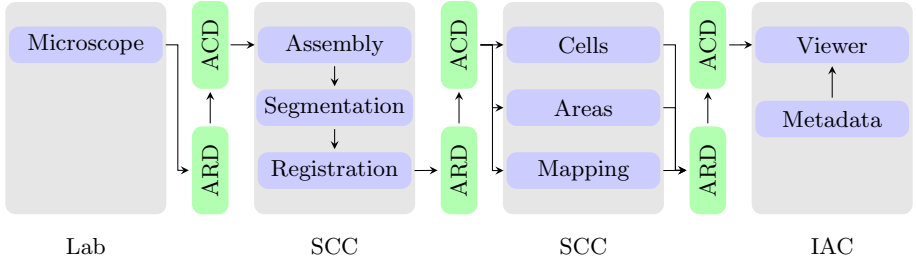 Microscope
ACD
ARD
Assembly
Segmentation
Registration
ACD
ARD
Cells
Areas
Mapping
ACD
ARD
Viewer
Metadata
Lab
SCC
SCC
IAC